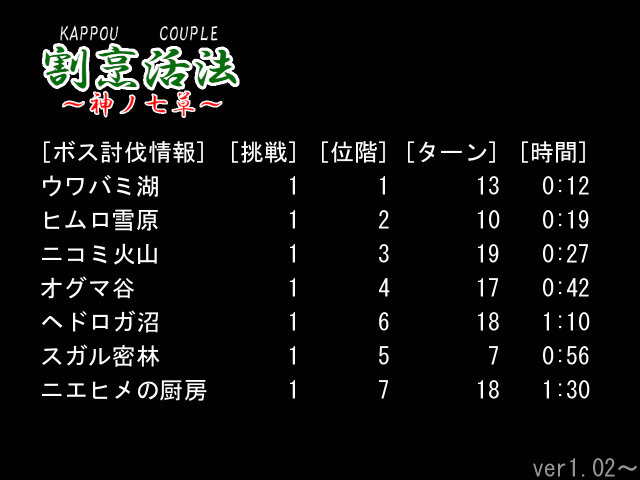 KAPPOU COUPLE
割烹活法
～神ノ七草～
[ボス討伐情報] [挑戦] [位階] [ターン] [時間]
ウワバミ湖 1 1 13 0:12
ヒムロ雪原 1 2 10 0:19
ニコミ火山 1 3 19 0:27
オグマ谷 1 4 17 0:42
ヘドロガ沼 1 6 18 1:10
スガル密林 1 5 7 0:56
ニエヒメの厨房 1 7 18 1:30
ver1.02～